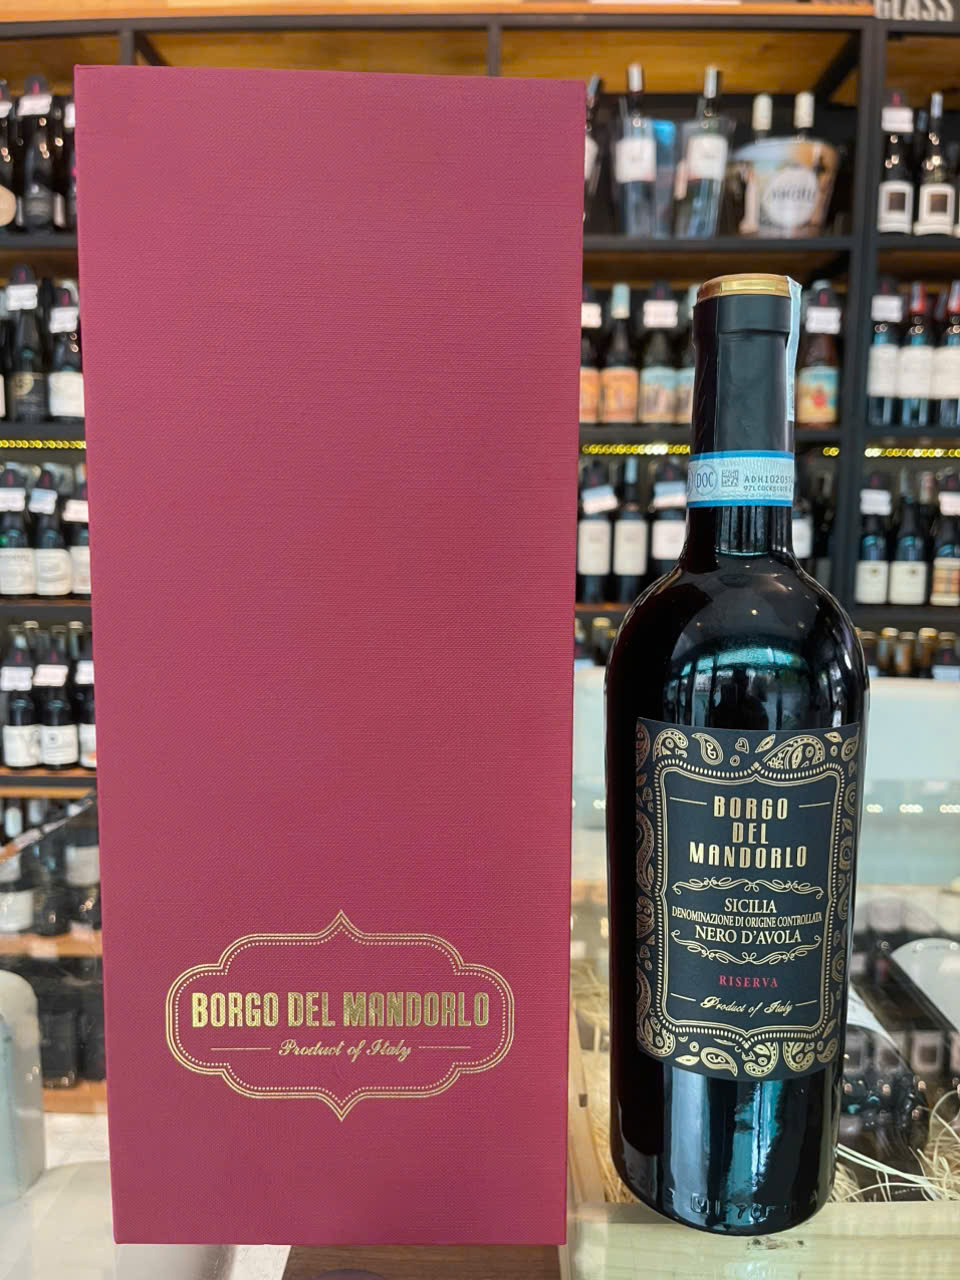 GLASS
BORGO DEL MANDORLO
Product of Italy
DOC
BORGO
DEL
MANDORLO
SICILIA
DENOMINAZIONE DI ORIGINE CONTROLLATA
NERO D'AVOLA
RISERVA
Product of Italy